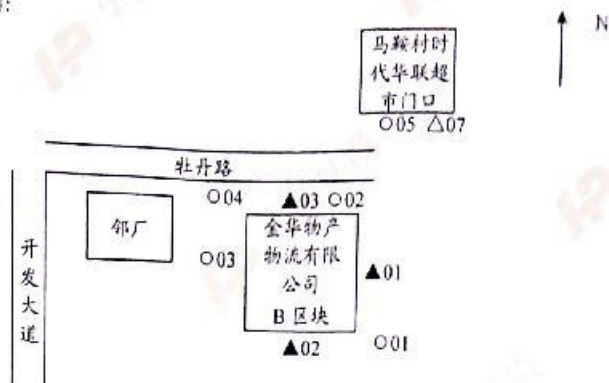 N
马鞍村时
代华联超
市门口
○05 △07
牡丹路
○04 ▲03 ○02
邻厂
金华物产
物流有限
公司
B区块
○03
▲01
开发大道
▲02 ○01